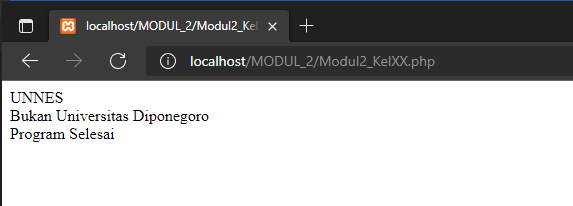 localhost/MODUL_2/Modul2_Kel
localhost/MODUL_2/Modul2_KelXX.php
UNNES
Bukan Universitas Diponegoro
Program Selesai